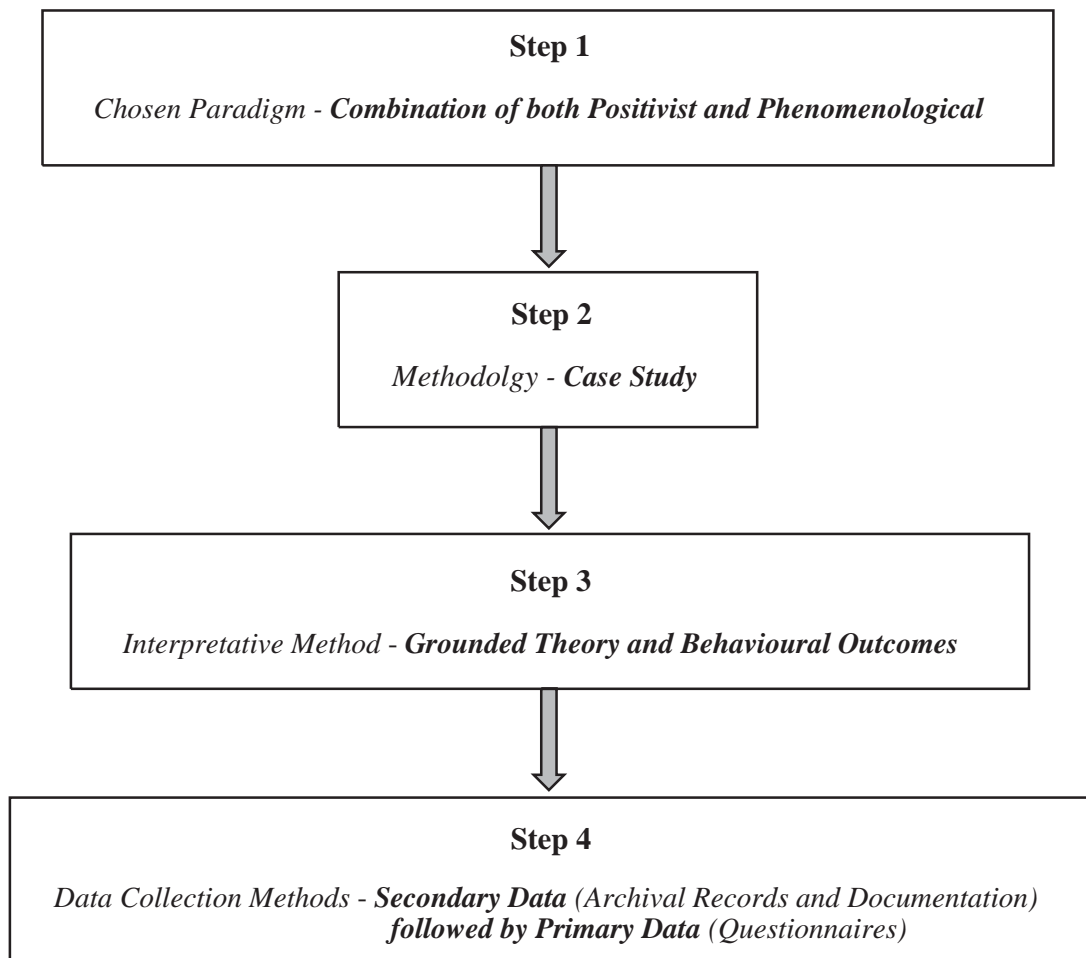 Step 1
Chosen Paradigm - Combination of both Positivist and Phenomenological
Step 2
Methodolgy - Case Study
Step 3
Interpretative Method - Grounded Theory and Behavioural Outcomes
Step 4
Data Collection Methods - Secondary Data (Archival Records and Documentation)
followed by Primary Data (Questionnaires)